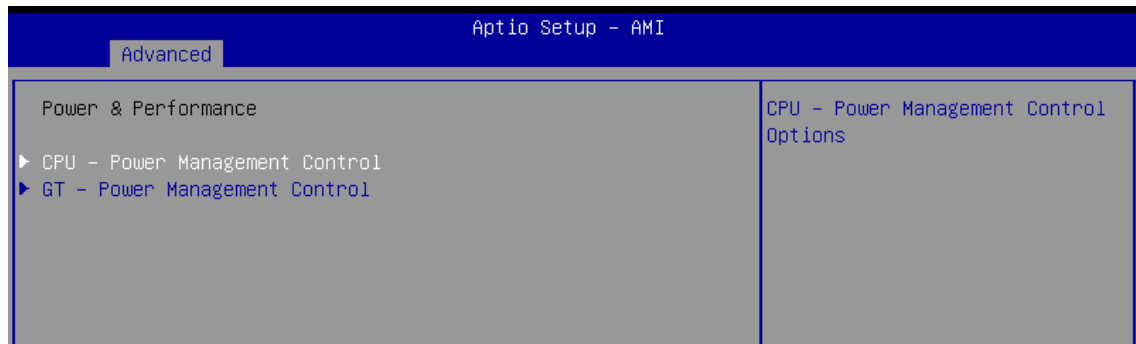 Aptio Setup – AMI
Advanced
Power & Performance
CPU – Power Management Control
GT – Power Management Control
CPU – Power Management Control
Options